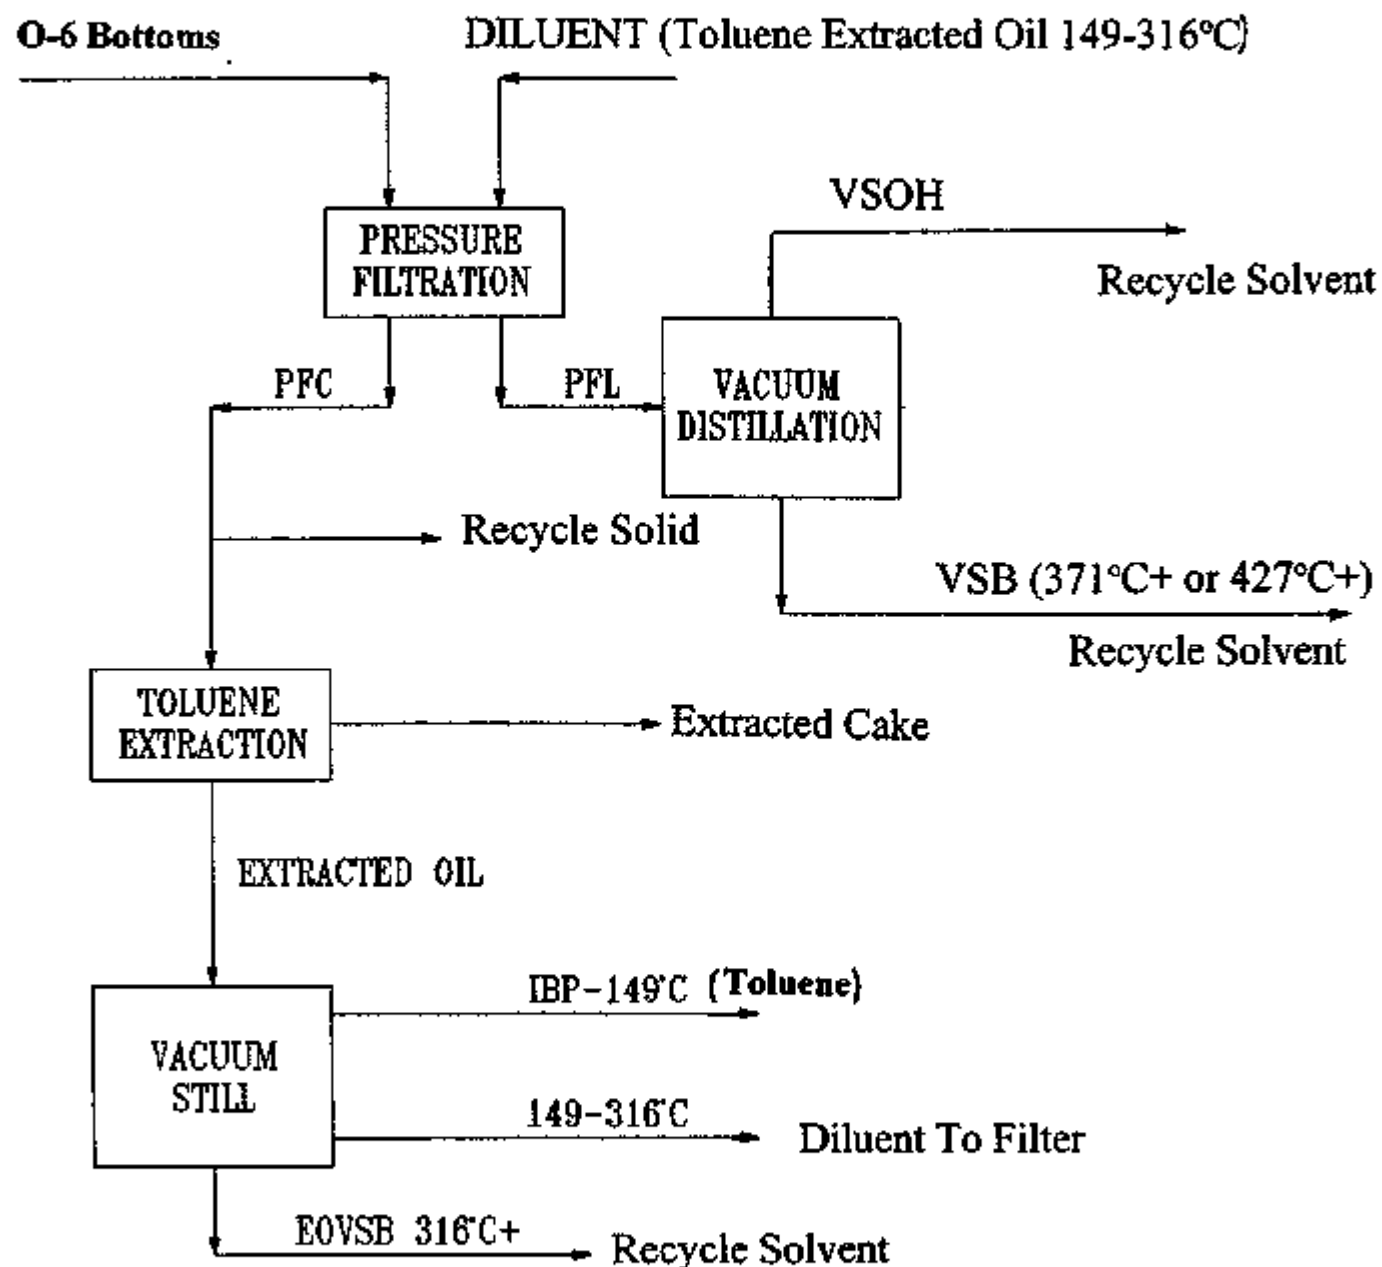 O-6 Bottoms
DILUENT (Toluene Extracted Oil 149-316°C)
PRESSURE
FILTRATION
VSOH
Recycle Solvent
PFC
PFL
VACUUM
DISTILLATION
Recycle Solid
VSB (371°C+ or 427°C+)
Recycle Solvent
TOLUENE
EXTRACTION
Extracted Cake
EXTRACTED OIL
IBP-149°C (Toluene)
VACUUM
STILL
149-316°C
Diluent To Filter
EOVSB 316°C+
Recycle Solvent